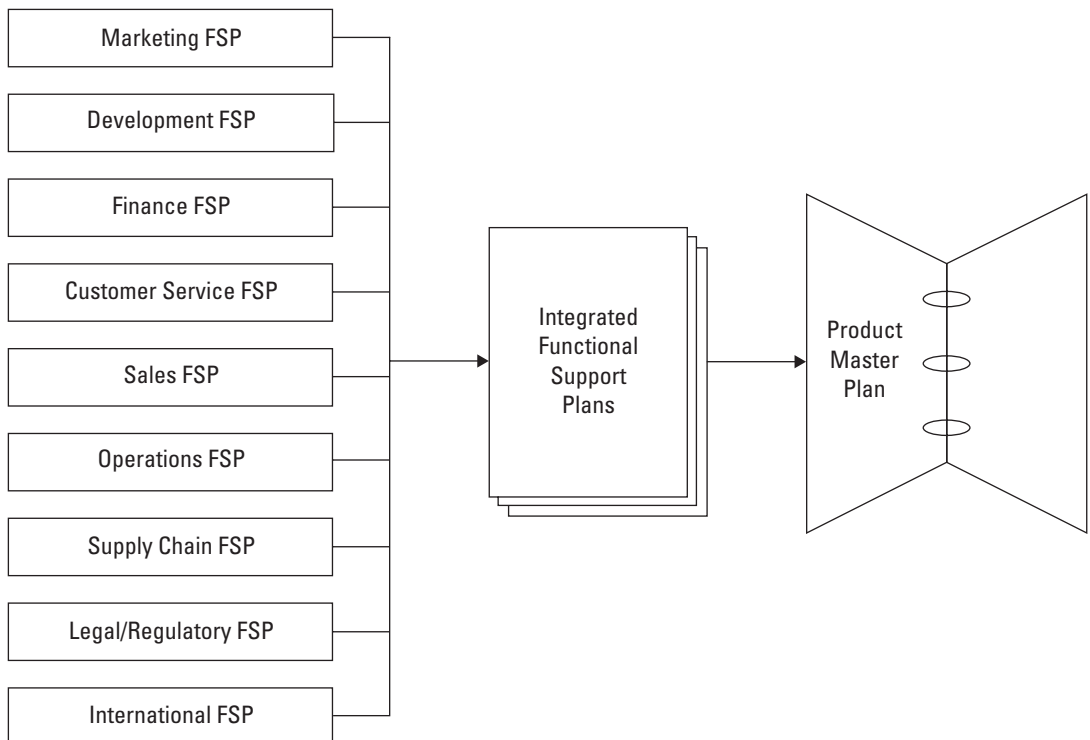 Marketing FSP
Development FSP
Finance FSP
Customer Service FSP
Sales FSP
Operations FSP
Supply Chain FSP
Legal/Regulatory FSP
International FSP
Integrated
Functional
Support
Plans
Product
Master
Plan